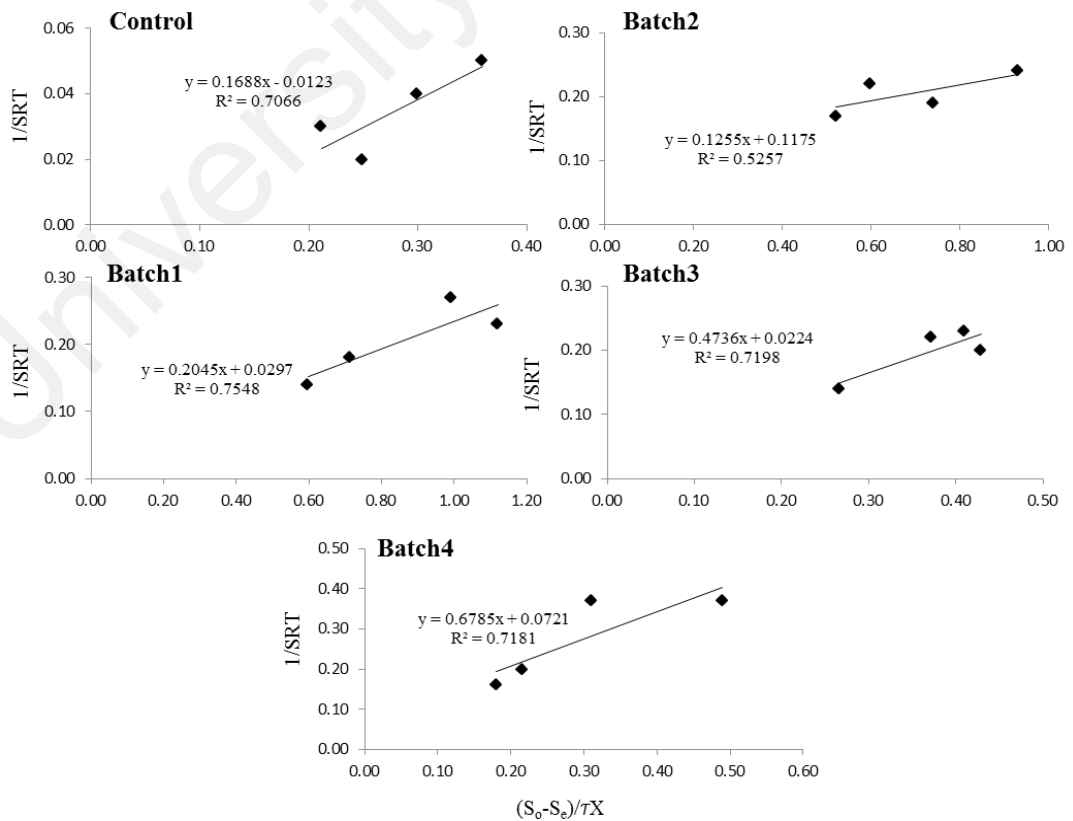 University
Control
0.06
0.04
0.02
0.00
1/SRT
y = 0.1688x - 0.0123
R² = 0.7066
0.00 0.10 0.20 0.30 0.40
Batch2
0.30
0.20
0.10
0.00
1/SRT
y = 0.1255x + 0.1175
R² = 0.5257
0.00 0.20 0.40 0.60 0.80 1.00
Batch1
0.30
0.20
0.10
0.00
1/SRT
y = 0.2045x + 0.0297
R² = 0.7548
0.00 0.20 0.40 0.60 0.80 1.00 1.20
Batch3
0.30
0.20
0.10
0.00
1/SRT
y = 0.4736x + 0.0224
R² = 0.7198
0.00 0.10 0.20 0.30 0.40 0.50
Batch4
0.50
0.40
0.30
0.20
0.10
0.00
1/SRT
y = 0.6785x + 0.0721
R² = 0.7181
0.00 0.10 0.20 0.30 0.40 0.50 0.60
(Sₒ-Sₑ)/τX